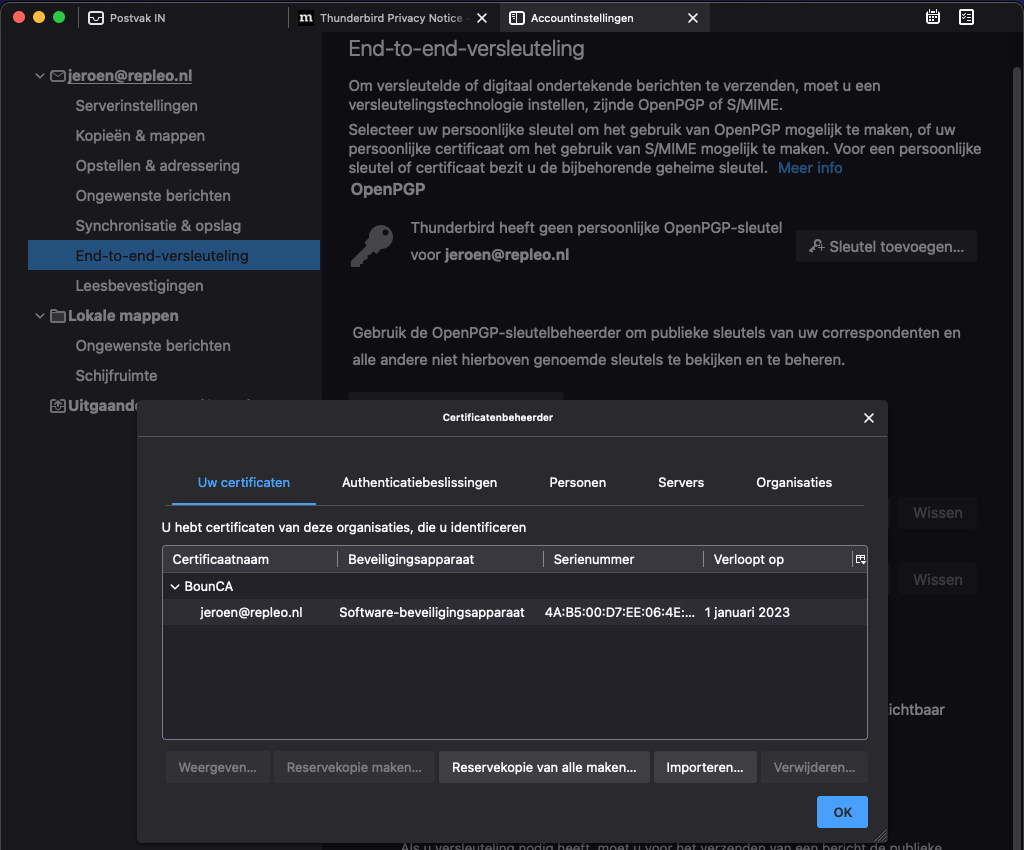 Postvak IN
m Thunderbird Privacy Notice
Accountinstellingen
jeroen@repleo.nl
Serverinstellingen
Kopieën & mappen
Opstellen & adressering
Ongewenste berichten
Synchronisatie & opslag
End-to-end-versleuteling
Leesbevestigingen
Lokale mappen
Ongewenste berichten
Schijfruimte
End-to-end-versleuteling
Om versleutelde of digitaal ondertekende berichten te verzenden, moet u een
versleutelingstechnologie instellen, zijnde OpenPGP of S/MIME.
Selecteer uw persoonlijke sleutel om het gebruik van OpenPGP mogelijk te maken, of uw
persoonlijke certificaat om het gebruik van S/MIME mogelijk te maken. Voor een persoonlijke
sleutel of certificaat bezit u de bijbehorende geheime sleutel. Meer info
OpenPGP
Thunderbird heeft geen persoonlijke OpenPGP-sleutel
voor jeroen@repleo.nl
Sleutel toevoegen...
Gebruik de OpenPGP-sleutelbeheerder om publieke sleutels van uw correspondenten en
alle andere niet hierboven genoemde sleutels te bekijken en te beheren.
Certificatenbeheerder
Uw certificaten
Authenticatiebeslissingen
Personen
Servers
Organisaties
U hebt certificaten van deze organisaties, die u identificeren
Certificaatnaam Beveiligingsapparaat Serienummer Verloopt op
BounCA
jeroen@repleo.nl Software-beveiligingsapparaat 4A:B5:00:D7:EE:06:4E:... 1 januari 2023
Weergeven...
Reservekopie maken...
Reservekopie van alle maken...
Importeren...
Verwijderen...
OK
Wissen
Wissen
ichtbaar
Als u versleuteling nodig heeft, moet u voor het verzenden van een bericht de publieke